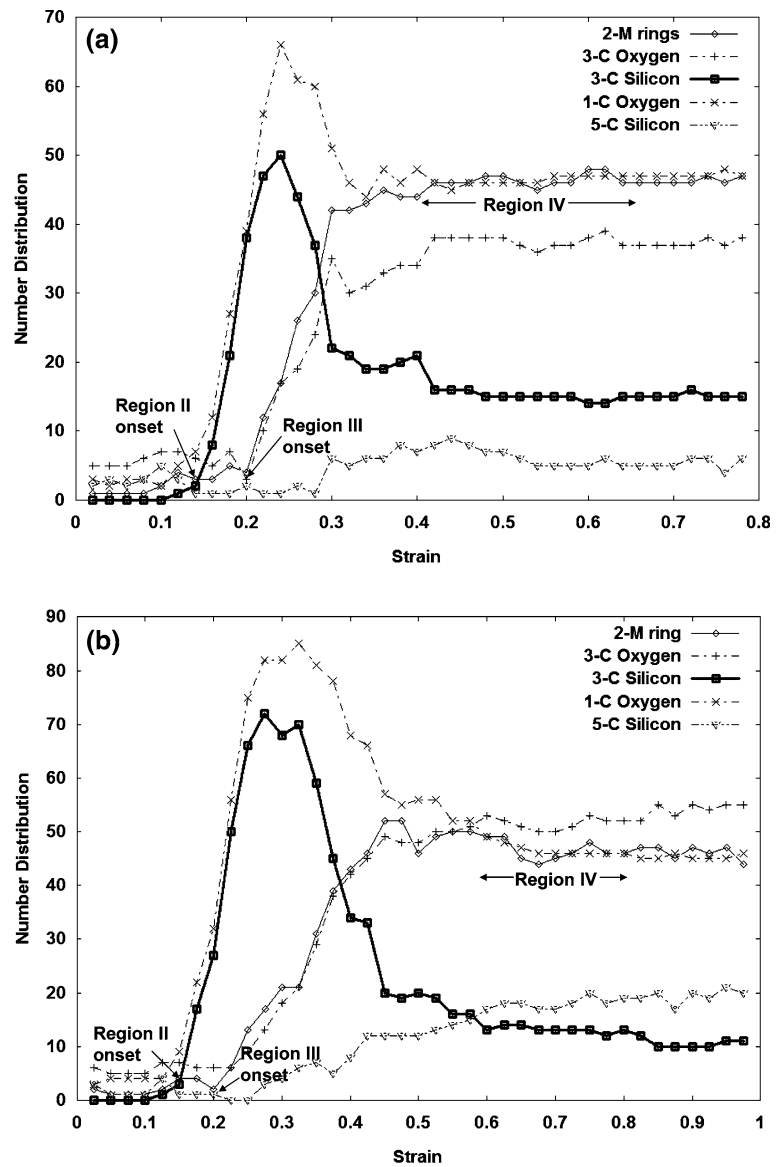 (a)
2-M rings
3-C Oxygen
3-C Silicon
1-C Oxygen
5-C Silicon
70
60
50
40
30
20
10
0
Number Distribution
Region IV
Region II
onset
Region III
onset
0 0.1 0.2 0.3 0.4 0.5 0.6 0.7 0.8
Strain
(b)
2-M ring
3-C Oxygen
3-C Silicon
1-C Oxygen
5-C Silicon
90
80
70
60
50
40
30
20
10
0
Number Distribution
Region IV
Region II
onset
Region III
onset
0 0.1 0.2 0.3 0.4 0.5 0.6 0.7 0.8 0.9 1
Strain